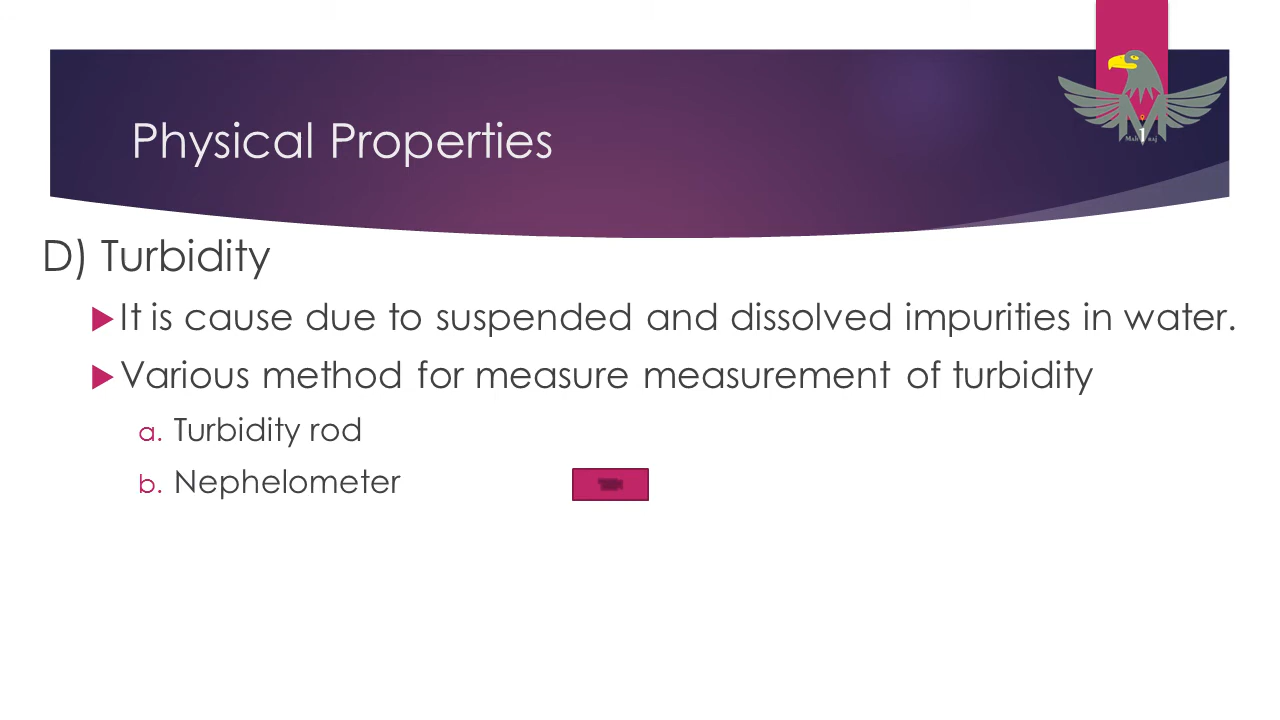 Physical Properties
D) Turbidity
It is cause due to suspended and dissolved impurities in water.
Various method for measure measurement of turbidity
a. Turbidity rod
b. Nephelometer